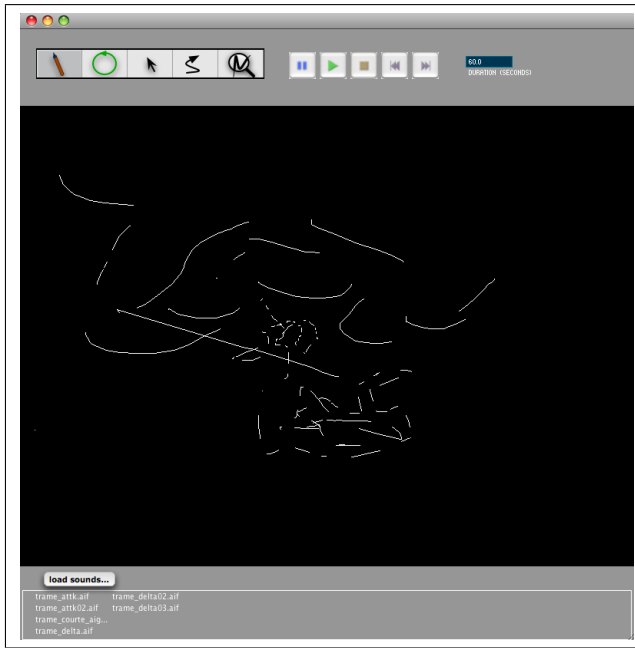 60.0
DURATION (SECONDS)
load sounds...
trame_attk.aif trame_delta02.aif
trame_attk02.aif trame_delta03.aif
trame_courte_aig...
trame_delta.aif